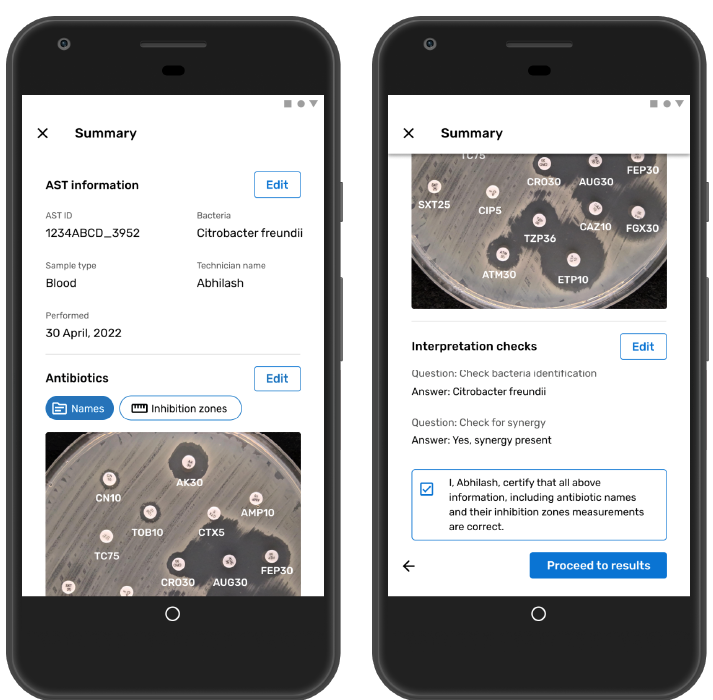 Summary
AST information
Edit
AST ID
Bacteria
1234ABCD_3952
Citrobacter freundii
Sample type
Technician name
Blood
Abhilash
Performed
30 April, 2022
Antibiotics
Edit
Names
Inhibition zones
AK30
CN10
AMP10
TOB10
CTX5
TC75
FEP30
CRO30
AUG30
Summary
TC75
FEP30
CRO30
AUG30
SXT25
CIP5
CAZ10
FGX30
TZP36
ATM30
ETP10
Interpretation checks
Edit
Question: Check bacteria identification
Answer: Citrobacter freundii
Question: Check for synergy
Answer: Yes, synergy present
I, Abhilash, certify that all above
information, including antibiotic names
and their inhibition zones measurements
are correct.
Proceed to results